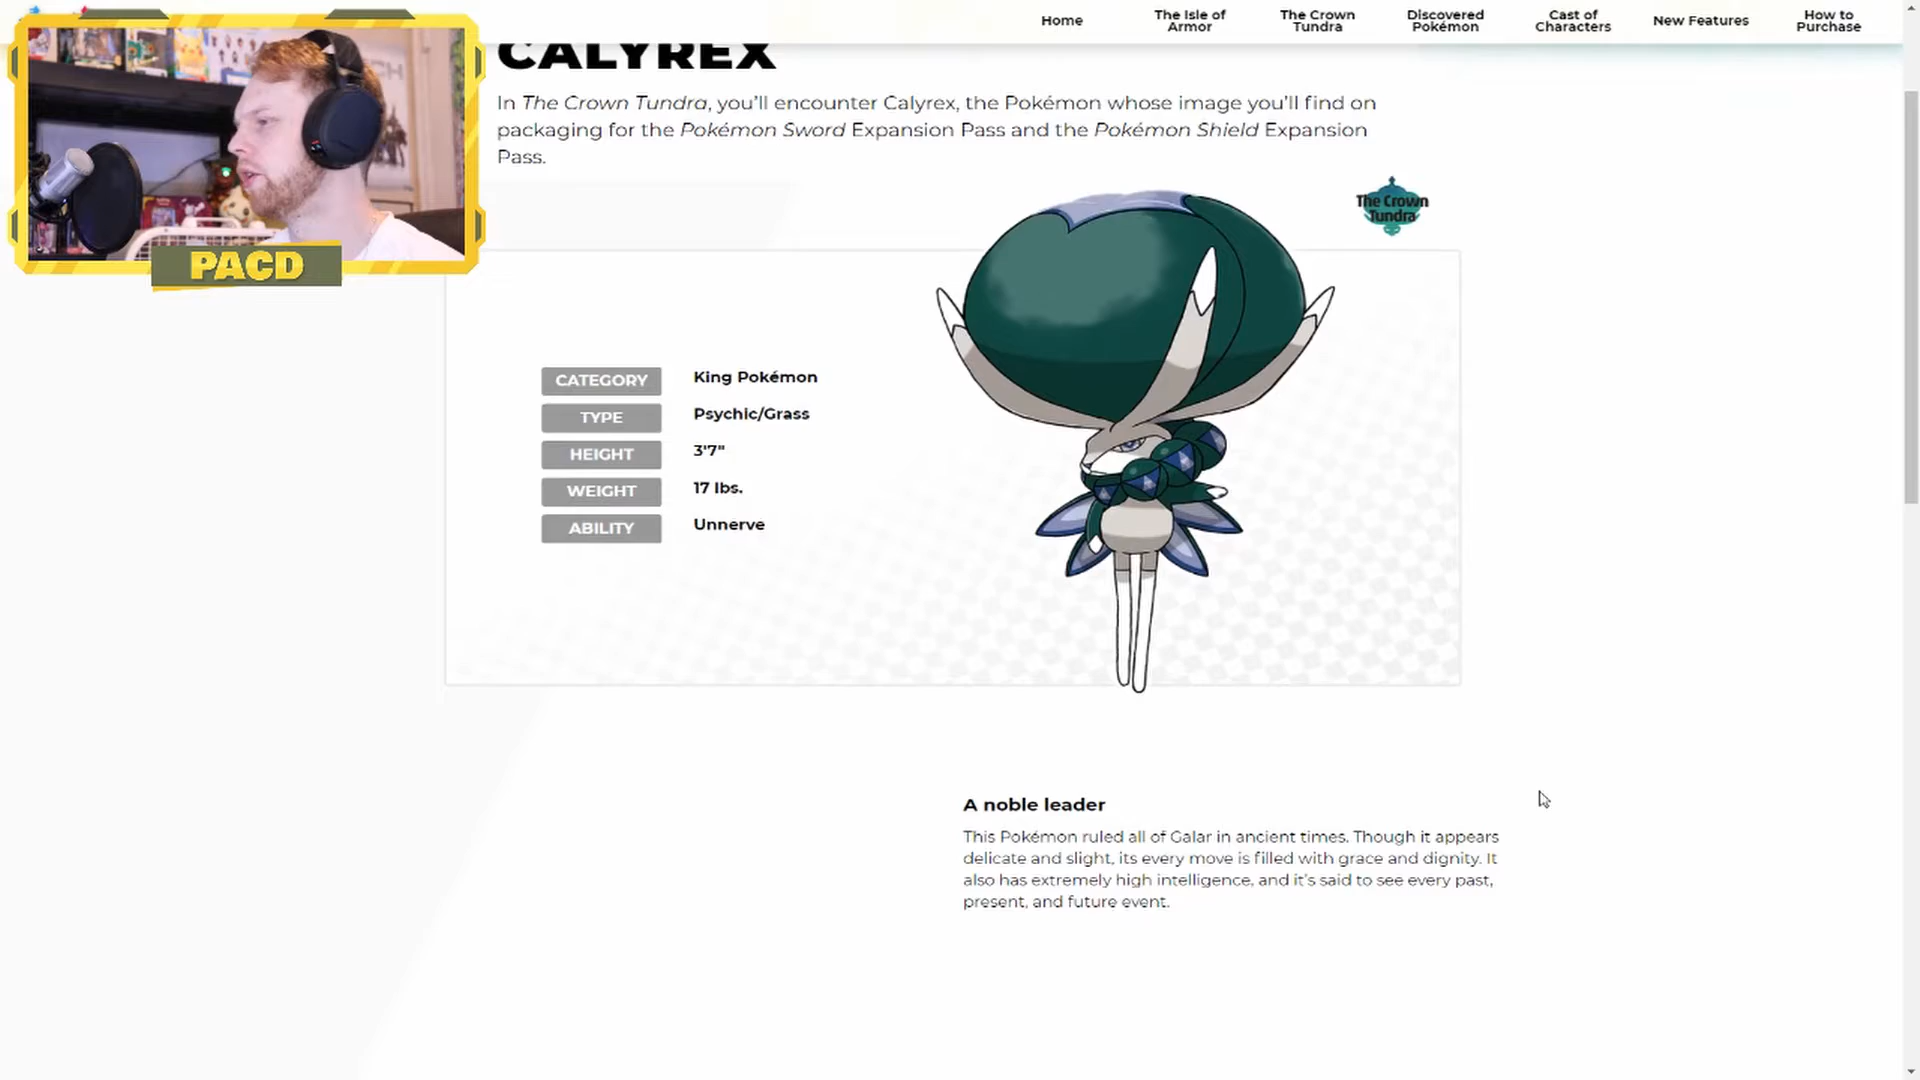 Home
The Isle of
Armor
The Crown
Tundra
Discovered
Pokémon
Cast of
Characters
New Features
How to
Purchase
CALYREX
In The Crown Tundra, you'll encounter Calyrex, the Pokémon whose image you'll find on
packaging for the Pokémon Sword Expansion Pass and the Pokémon Shield Expansion
Pass.
PACD
The Crown
Tundra
CATEGORY King Pokémon
TYPE Psychic/Grass
HEIGHT 3'7"
WEIGHT 17 lbs.
ABILITY Unnerve
A noble leader
This Pokémon ruled all of Galar in ancient times. Though it appears
delicate and slight, its every move is filled with grace and dignity. It
also has extremely high intelligence, and it's said to see every past,
present, and future event.